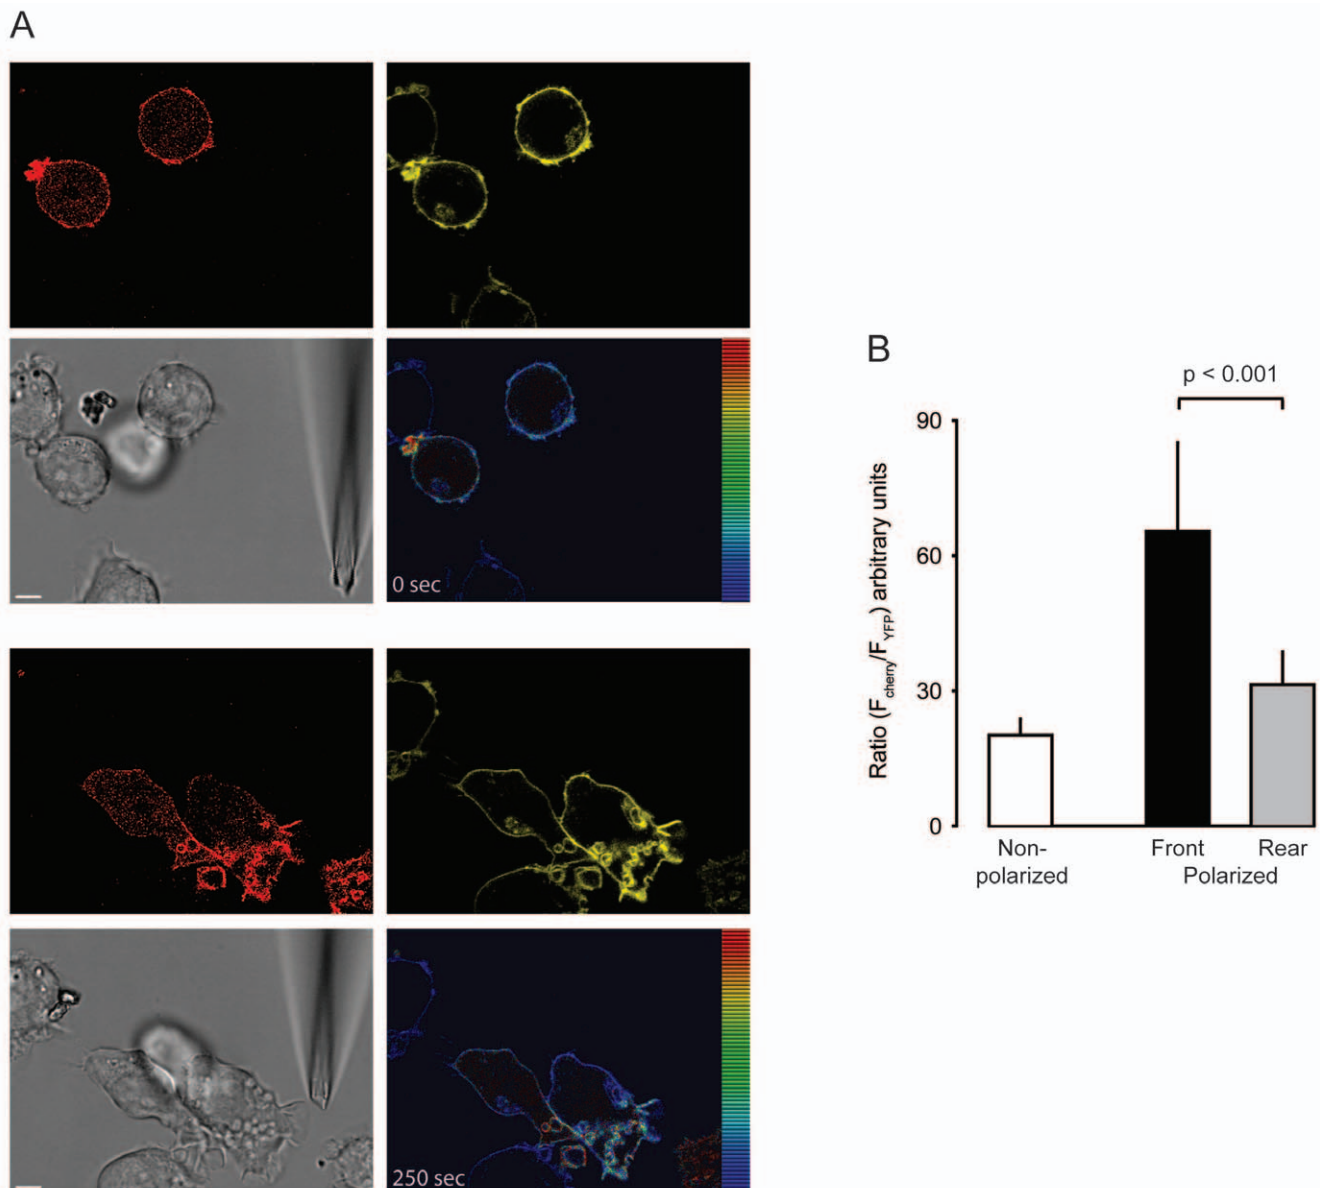 A
0 sec
250 sec
B
p < 0.001
90
60
30
0
Ratio (Fcherry/FYFP) arbitrary units
Non-
polarized
Front
Rear
Polarized